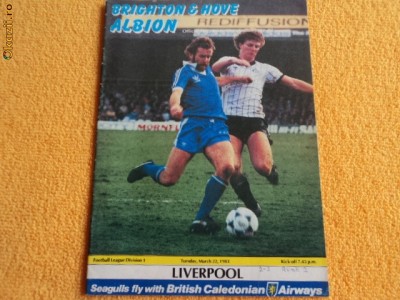 BRIGHTON & HOVE
ALBION
REDIFFUSION
Football League Division 1
Tuesday, March 22, 1983
Kick-off 7.45 p.m.
LIVERPOOL
Seagulls fly with British Caledonian Airways